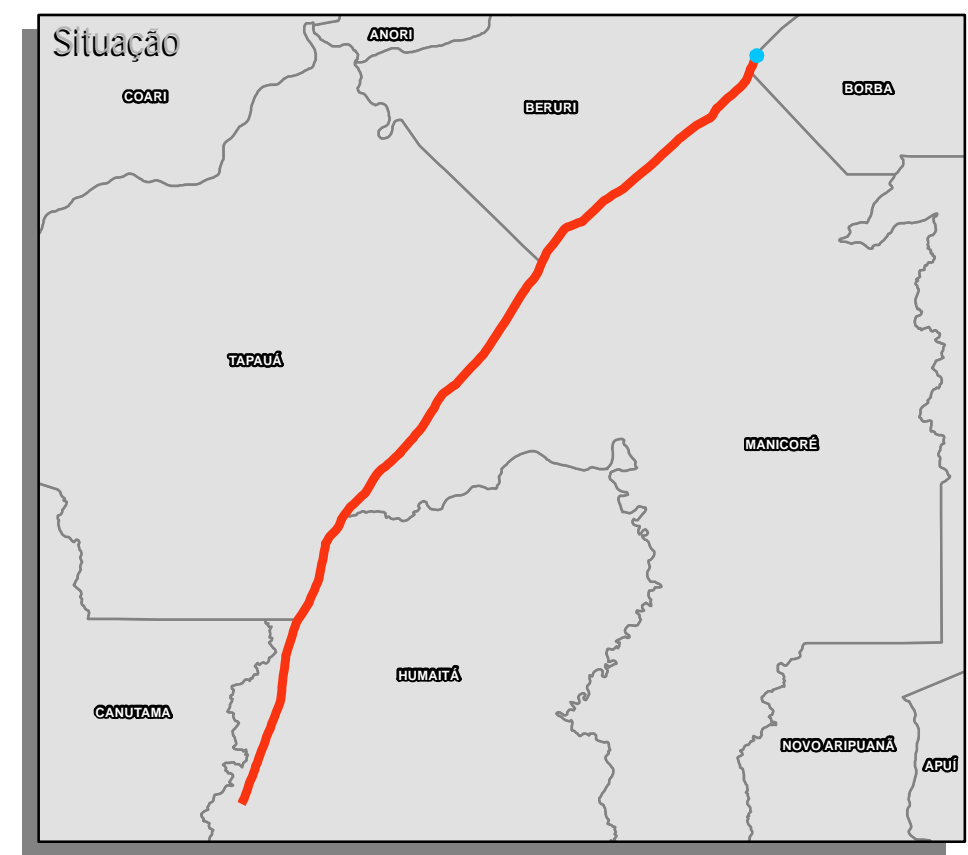 Situação
ANORI
BORBA
COARI
BERURI
TAPAUÁ
MANICORÉ
HUMAITÁ
CANUTAMA
NOVO ARIPUANÃ
APUÍ